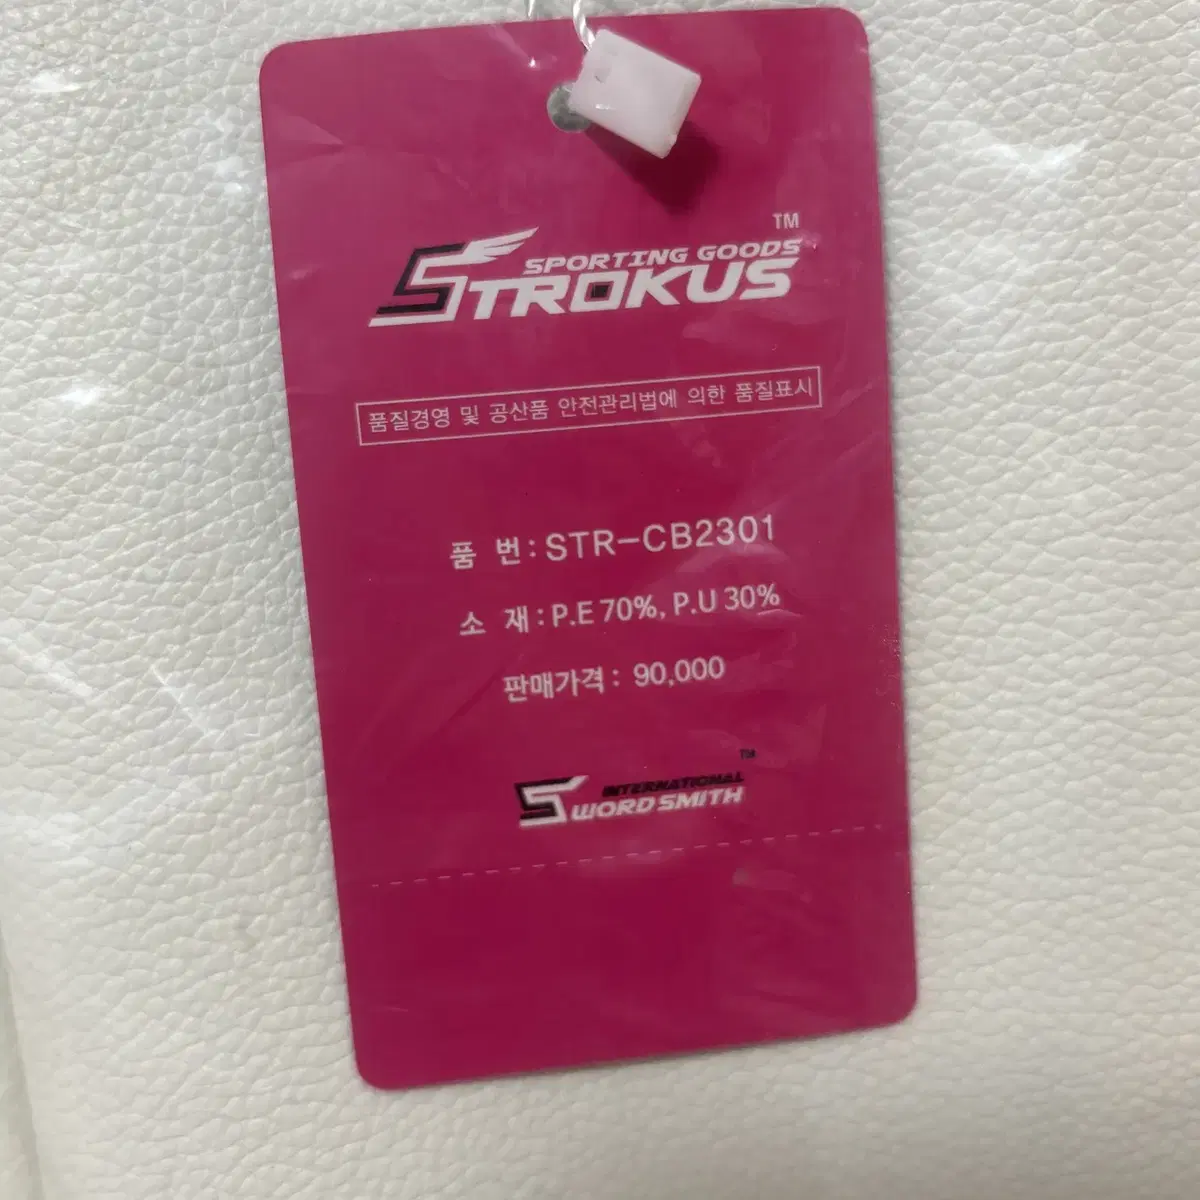 TM
SPORTING GOODS
STROKUS
품질경영 및 공산품 안전관리법에 의한 품질표시
품 번 : STR-CB2301
소 재 : P.E 70%, P.U 30%
판매가격 : 90,000
TM
INTERNATIONAL
SWORD SMITH